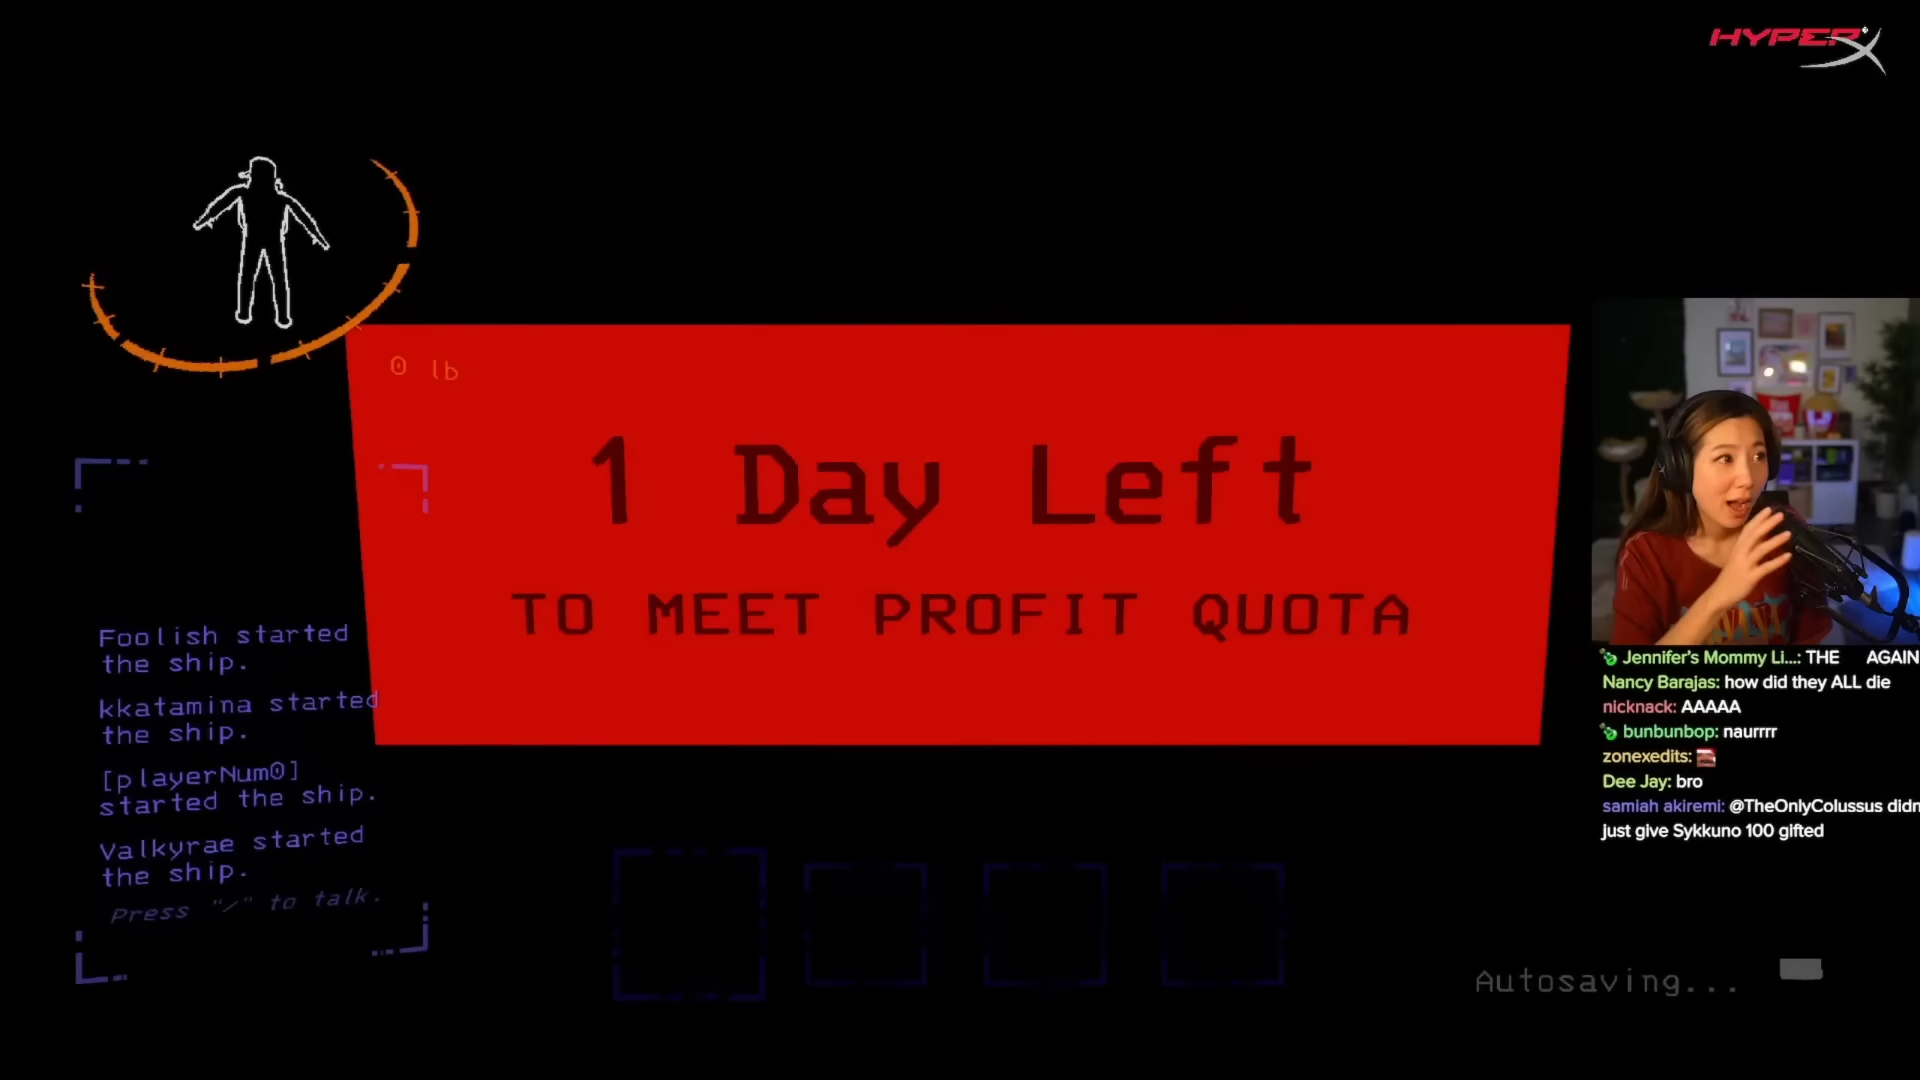 HYPERX
0 lb
1 Day Left
TO MEET PROFIT QUOTA
Foolish started
the ship.
kkatamina started
the ship.
[playerNum0]
started the ship.
Valkyrae started
the ship.
Press "/" to talk.
Jennifer's Mommy Li...: THE AGAIN
Nancy Barajas: how did they ALL die
nicknack: AAAAA
bunbunbop: naurrrr
zonexedits:
Dee Jay: bro
samiah akiremi: @TheOnlyColussus didn
just give Sykkuno 100 gifted
Autosaving...